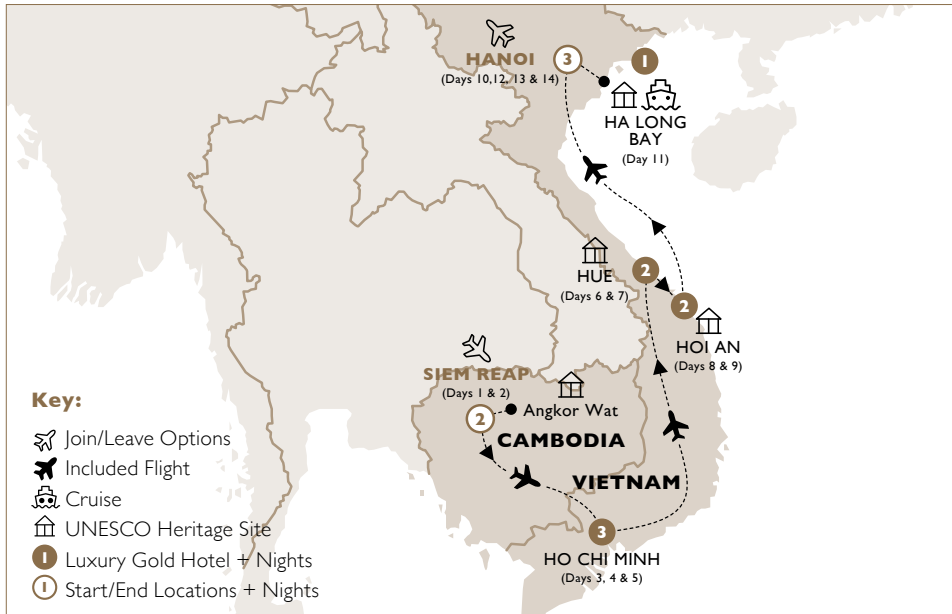 HANOI
(Days 10,12, 13 & 14)
3
1
HA LONG
BAY
(Day 11)
HUE
(Days 6 & 7)
2
2
HOI AN
(Days 8 & 9)
SIEM REAP
(Days 1 & 2)
2
Angkor Wat
CAMBODIA
VIETNAM
3
HO CHI MINH
(Days 3, 4 & 5)
Key:
Join/Leave Options
Included Flight
Cruise
UNESCO Heritage Site
1 Luxury Gold Hotel + Nights
1 Start/End Locations + Nights